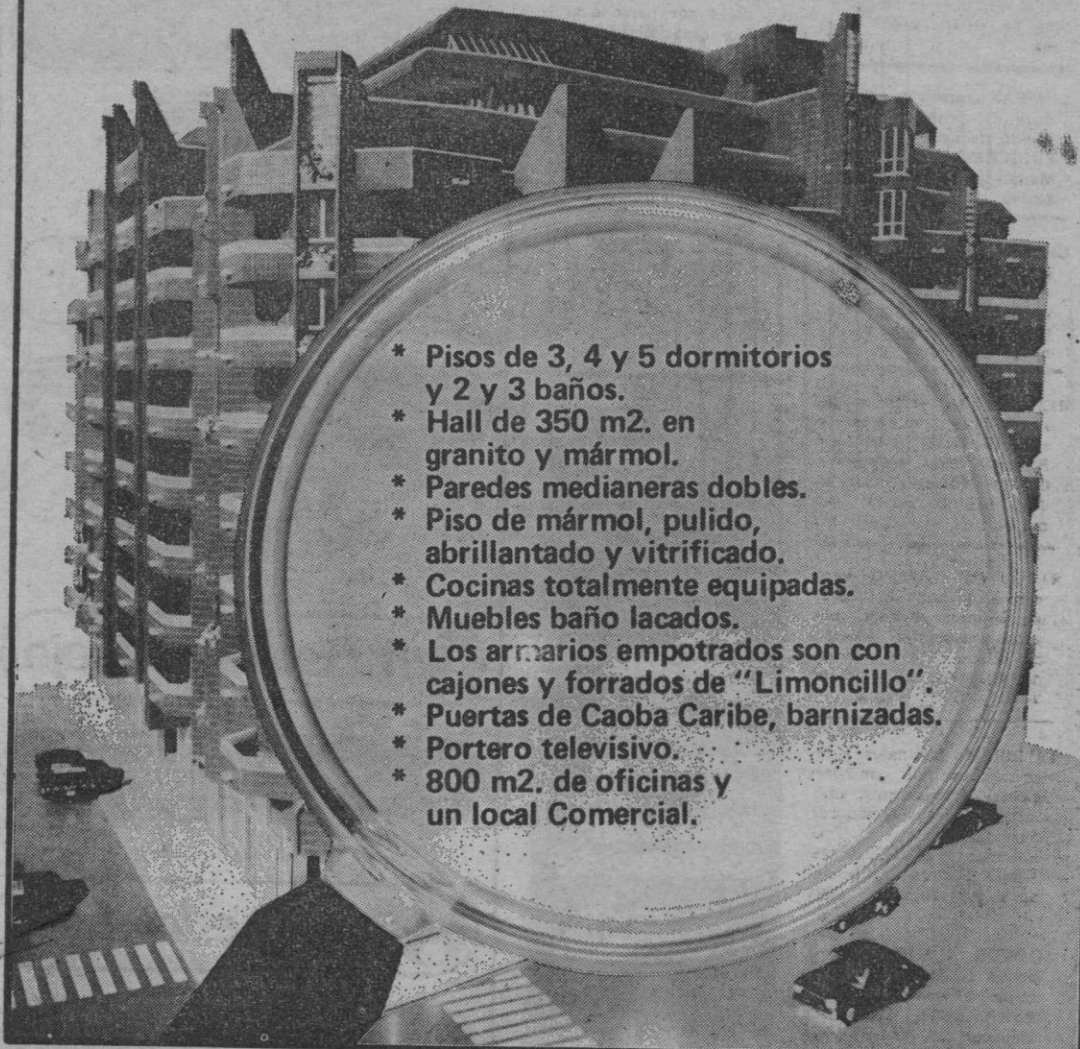 * Pisos de 3, 4 y 5 dormitorios
y 2 y 3 baños.
* Hall de 350 m2. en
granito y mármol.
* Paredes medianeras dobles.
* Piso de mármol, pulido,
abrillantado y vitrificado.
* Cocinas totalmente equipadas.
* Muebles baño lacados.
* Los armarios empotrados son con
cajones y forrados de "Limoncillo".
* Puertas de Caoba Caribe, barnizadas.
* Portero televisivo.
* 800 m2. de oficinas y
un local Comercial.